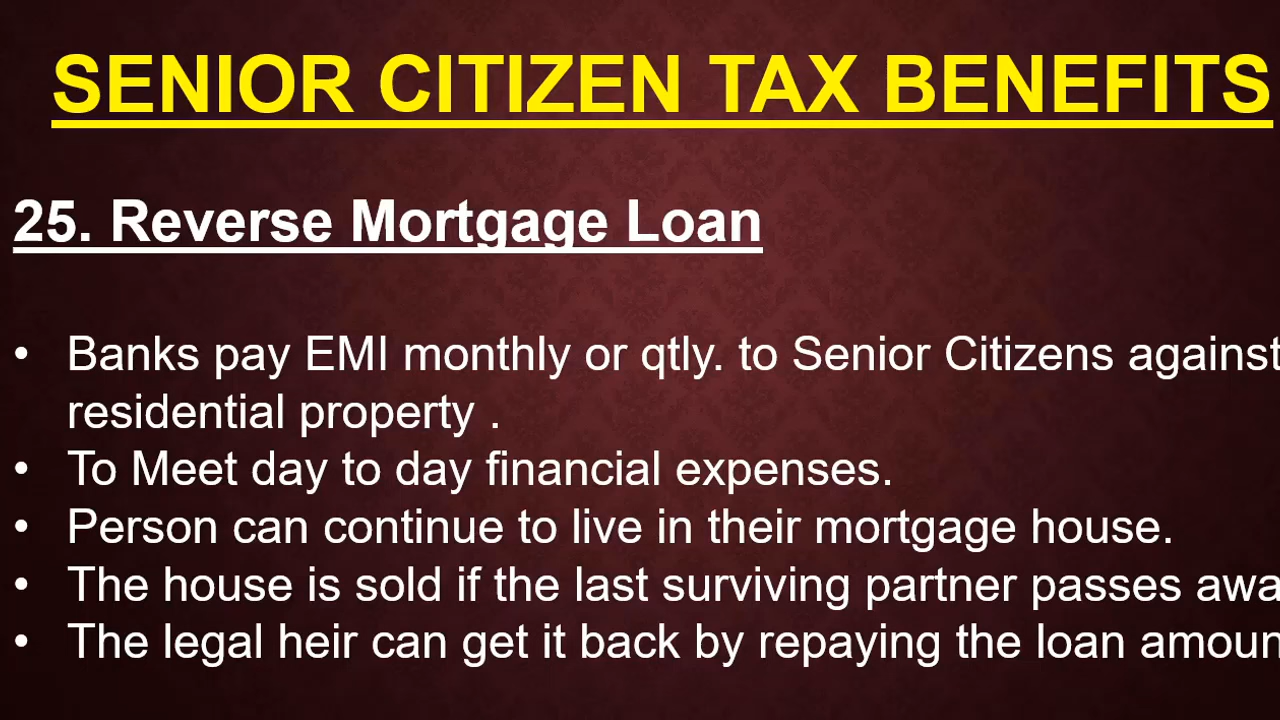 SENIOR CITIZEN TAX BENEFITS
25. Reverse Mortgage Loan
• Banks pay EMI monthly or qtly. to Senior Citizens against
residential property .
• To Meet day to day financial expenses.
• Person can continue to live in their mortgage house.
• The house is sold if the last surviving partner passes awa
• The legal heir can get it back by repaying the loan amoun